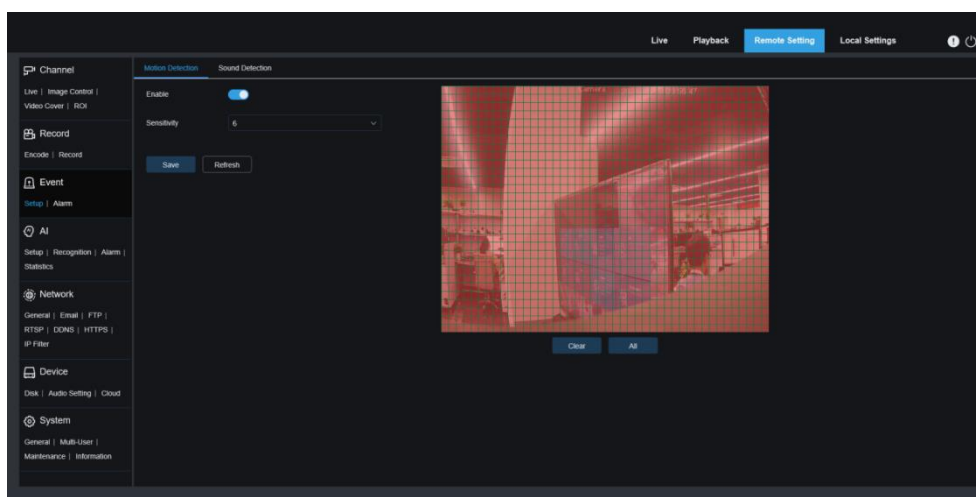 Live Playback Remote Setting Local Settings
Channel
Live | Image Control |
Video Cover | ROI
Record
Encode | Record
Event
Setup | Alarm
AI
Setup | Recognition | Alarm |
Statistics
Network
General | Email | FTP |
RTSP | DDNS | HTTPS |
IP Filter
Device
Disk | Audio Setting | Cloud
System
General | Multi-User |
Maintenance | Information
Motion Detection Sound Detection
Enable
Sensitivity 6
Save Refresh
Camera
Clear All